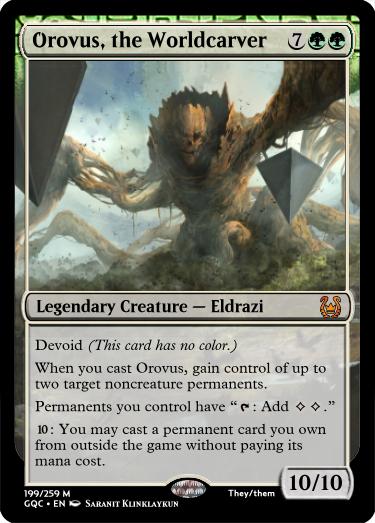 Orovus, the Worldcarver 7
Legendary Creature — Eldrazi
Devoid (This card has no color.)
When you cast Orovus, gain control of up to
two target noncreature permanents.
Permanents you control have “: Add .”
10: You may cast a permanent card you own
from outside the game without paying its
mana cost.
10/10
199/259 M
GQC • EN Saranit Klinklaykun
They/them